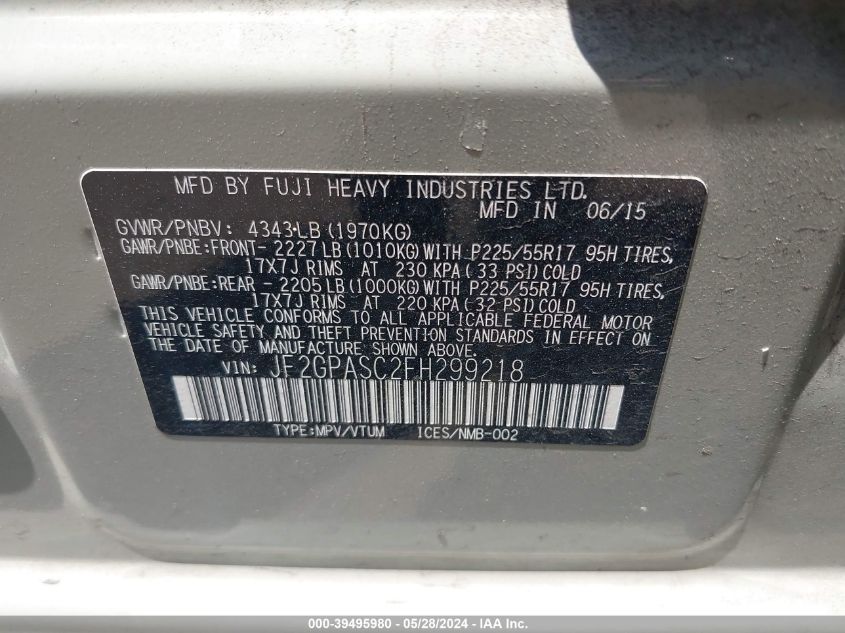 MFD BY FUJI HEAVY INDUSTRIES LTD.
MFD IN 06/15
GVWR/PNBV: 4343·LB (1970KG)
GAWR/PNBE:FRONT- 2227 LB (1010KG) WITH P225/55R17 95H TIRES,
17X7J RIMS AT 230 KPA (33 PSI) COLD
GAWR/PNBE:REAR - 2205 LB (1000KG) WITH P225/55R17 95H TIRES,
17X7J RIMS AT 220 KPA (32 PSI) COLD
THIS VEHICLE CONFORMS TO ALL APPLICABLE FEDERAL MOTOR
VEHICLE SAFETY AND THEFT PREVENTION STANDARDS IN EFFECT ON
THE DATE OF MANUFACTURE SHOWN ABOVE.
VIN: JF2GPASC2FH299218
TYPE:MPV/VTUM ICES/NMB-002
000-39495980 - 05/28/2024 - IAA Inc.